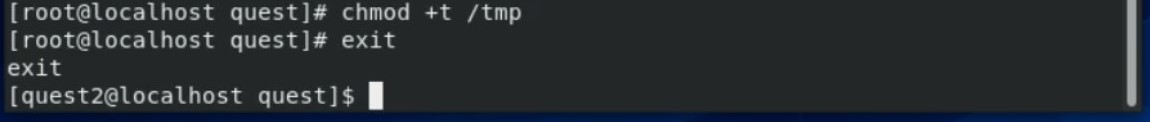 [root@localhost quest]# chmod +t /tmp
[root@localhost quest]# exit
exit
[quest2@localhost quest]$